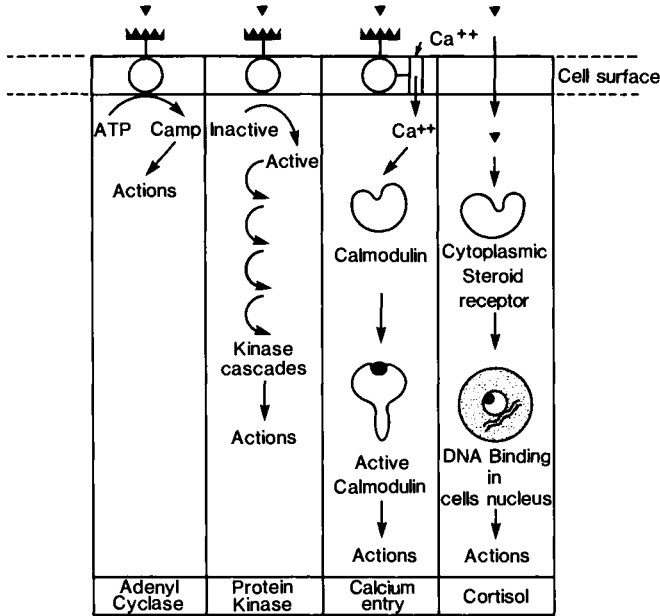 Ca++
Cell surface
ATP Camp
Actions
Inactive
Active
Kinase
cascades
Actions
Ca++
Calmodulin
Active
Calmodulin
Actions
Cytoplasmic
Steroid
receptor
DNA Binding
in
cells nucleus
Actions
Adenyl
Cyclase
Protein
Kinase
Calcium
entry
Cortisol